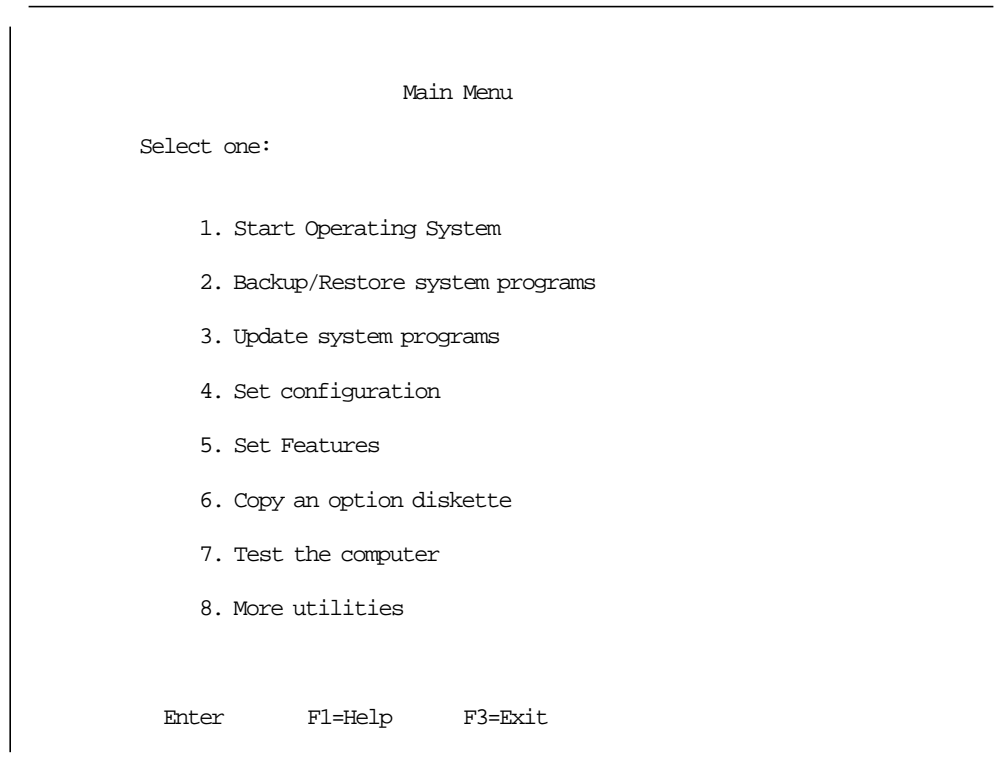 Main Menu
Select one:
1. Start Operating System
2. Backup/Restore system programs
3. Update system programs
4. Set configuration
5. Set Features
6. Copy an option diskette
7. Test the computer
8. More utilities
Enter F1=Help F3=Exit